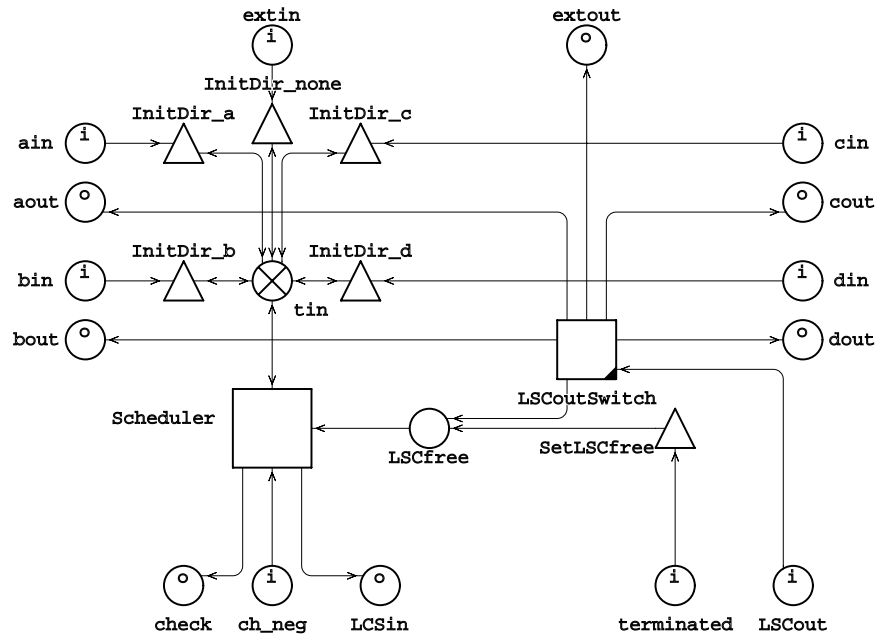 extin
extout
i
o
InitDir_none
InitDir_a
InitDir_c
ain
i
i
cin
aout
o
o
cout
InitDir_b
InitDir_d
bin
i
i
din
tin
bout
o
o
dout
LSCoutSwitch
Scheduler
LSCfree
SetLSCfree
o
i
o
i
i
check
ch_neg
LCSin
terminated
LSCout